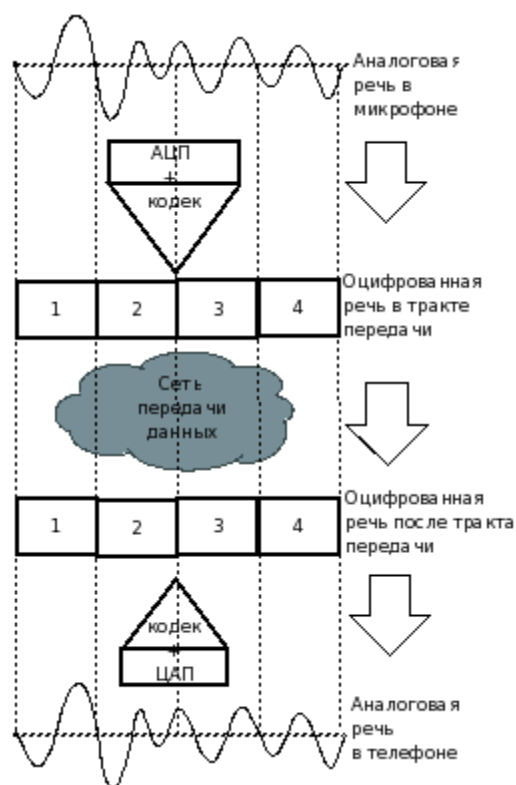 Аналоговая
речь в
микрофоне
АЦП
+
кодек
Оцифрованная
речь в тракте
передачи
1 2 3 4
Сеть
передачи
данных
Оцифрованная
речь после тракта
передачи
1 2 3 4
кодек
+
ЦАП
Аналоговая
речь
в телефоне